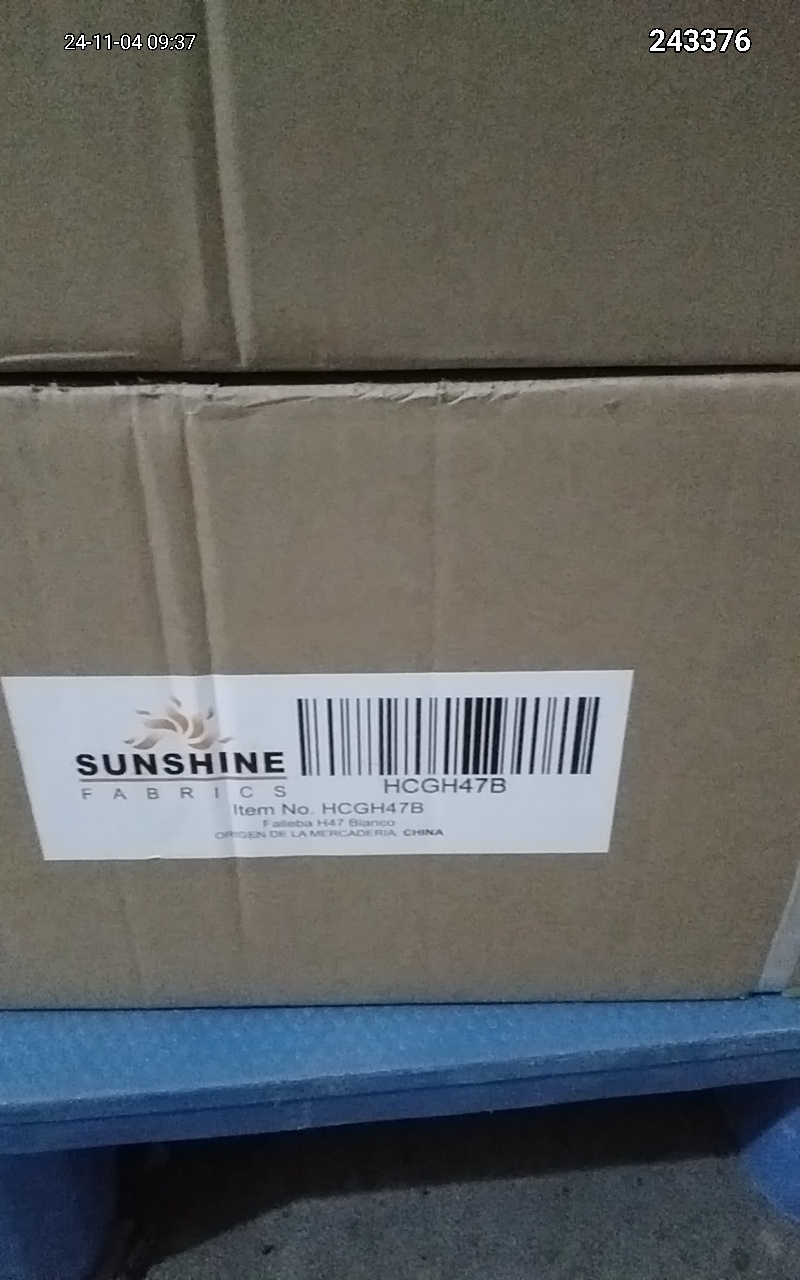 24-11-04 09:37
243376
SUNSHINE
FABRICS
HCGH47B
Item No. HCGH47B
Falleba H47 Blanco
ORIGEN DE LA MERCADERIA CHINA